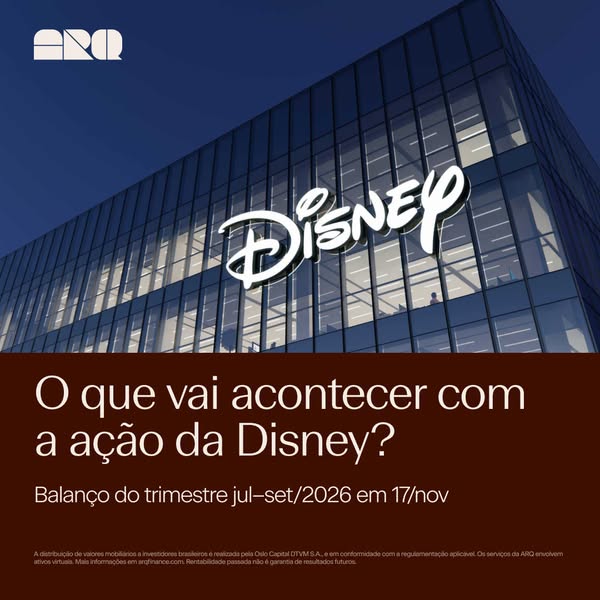 ARQ
Disney
O que vai acontecer com
a ação da Disney?
Balanço do trimestre jul–set/2026 em 17/nov
A distribuição de valores mobiliários a investidores brasileiros é realizada pela Oslo Capital DTVM S.A., e em conformidade com a regulamentação aplicável. Os serviços da ARQ envolvem
ativos virtuais. Mais informações em arqfinance.com. Rentabilidade passada não é garantia de resultados futuros.